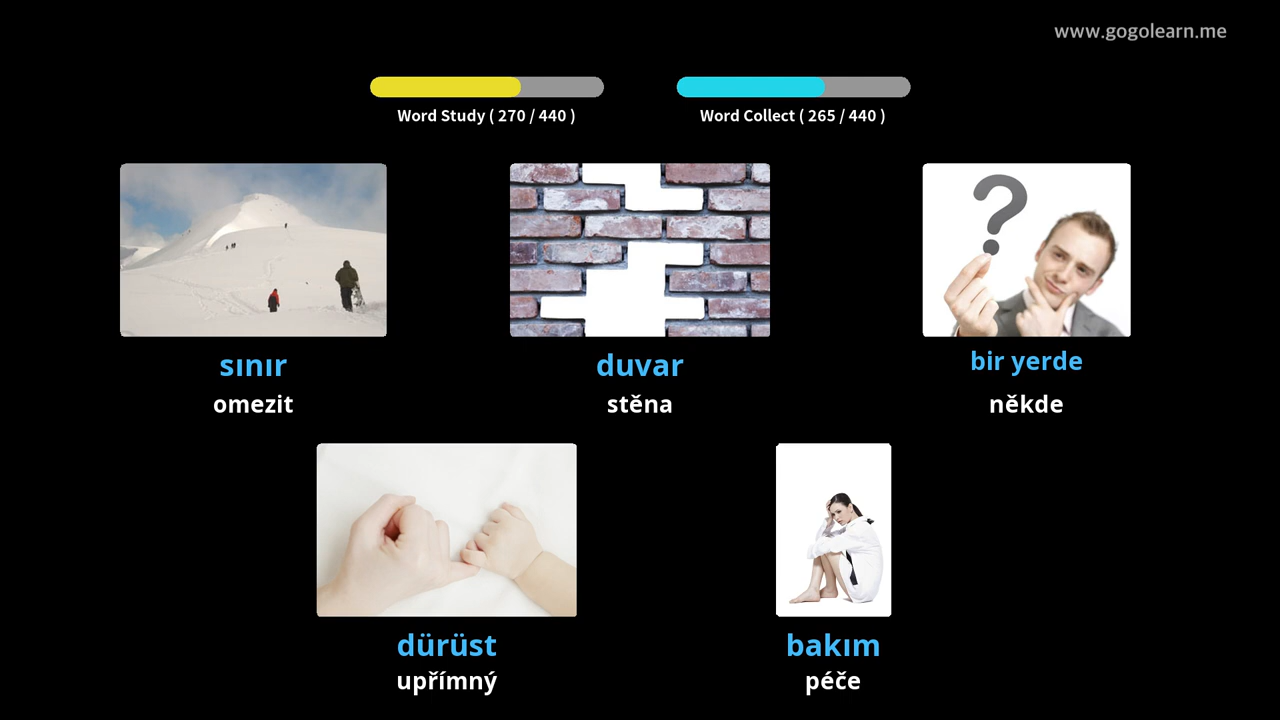 www.gogolearn.me
Word Study ( 270 / 440 )
Word Collect ( 265 / 440 )
sınır
omezit
duvar
stěna
bir yerde
někde
dürüst
upřímný
bakım
péče